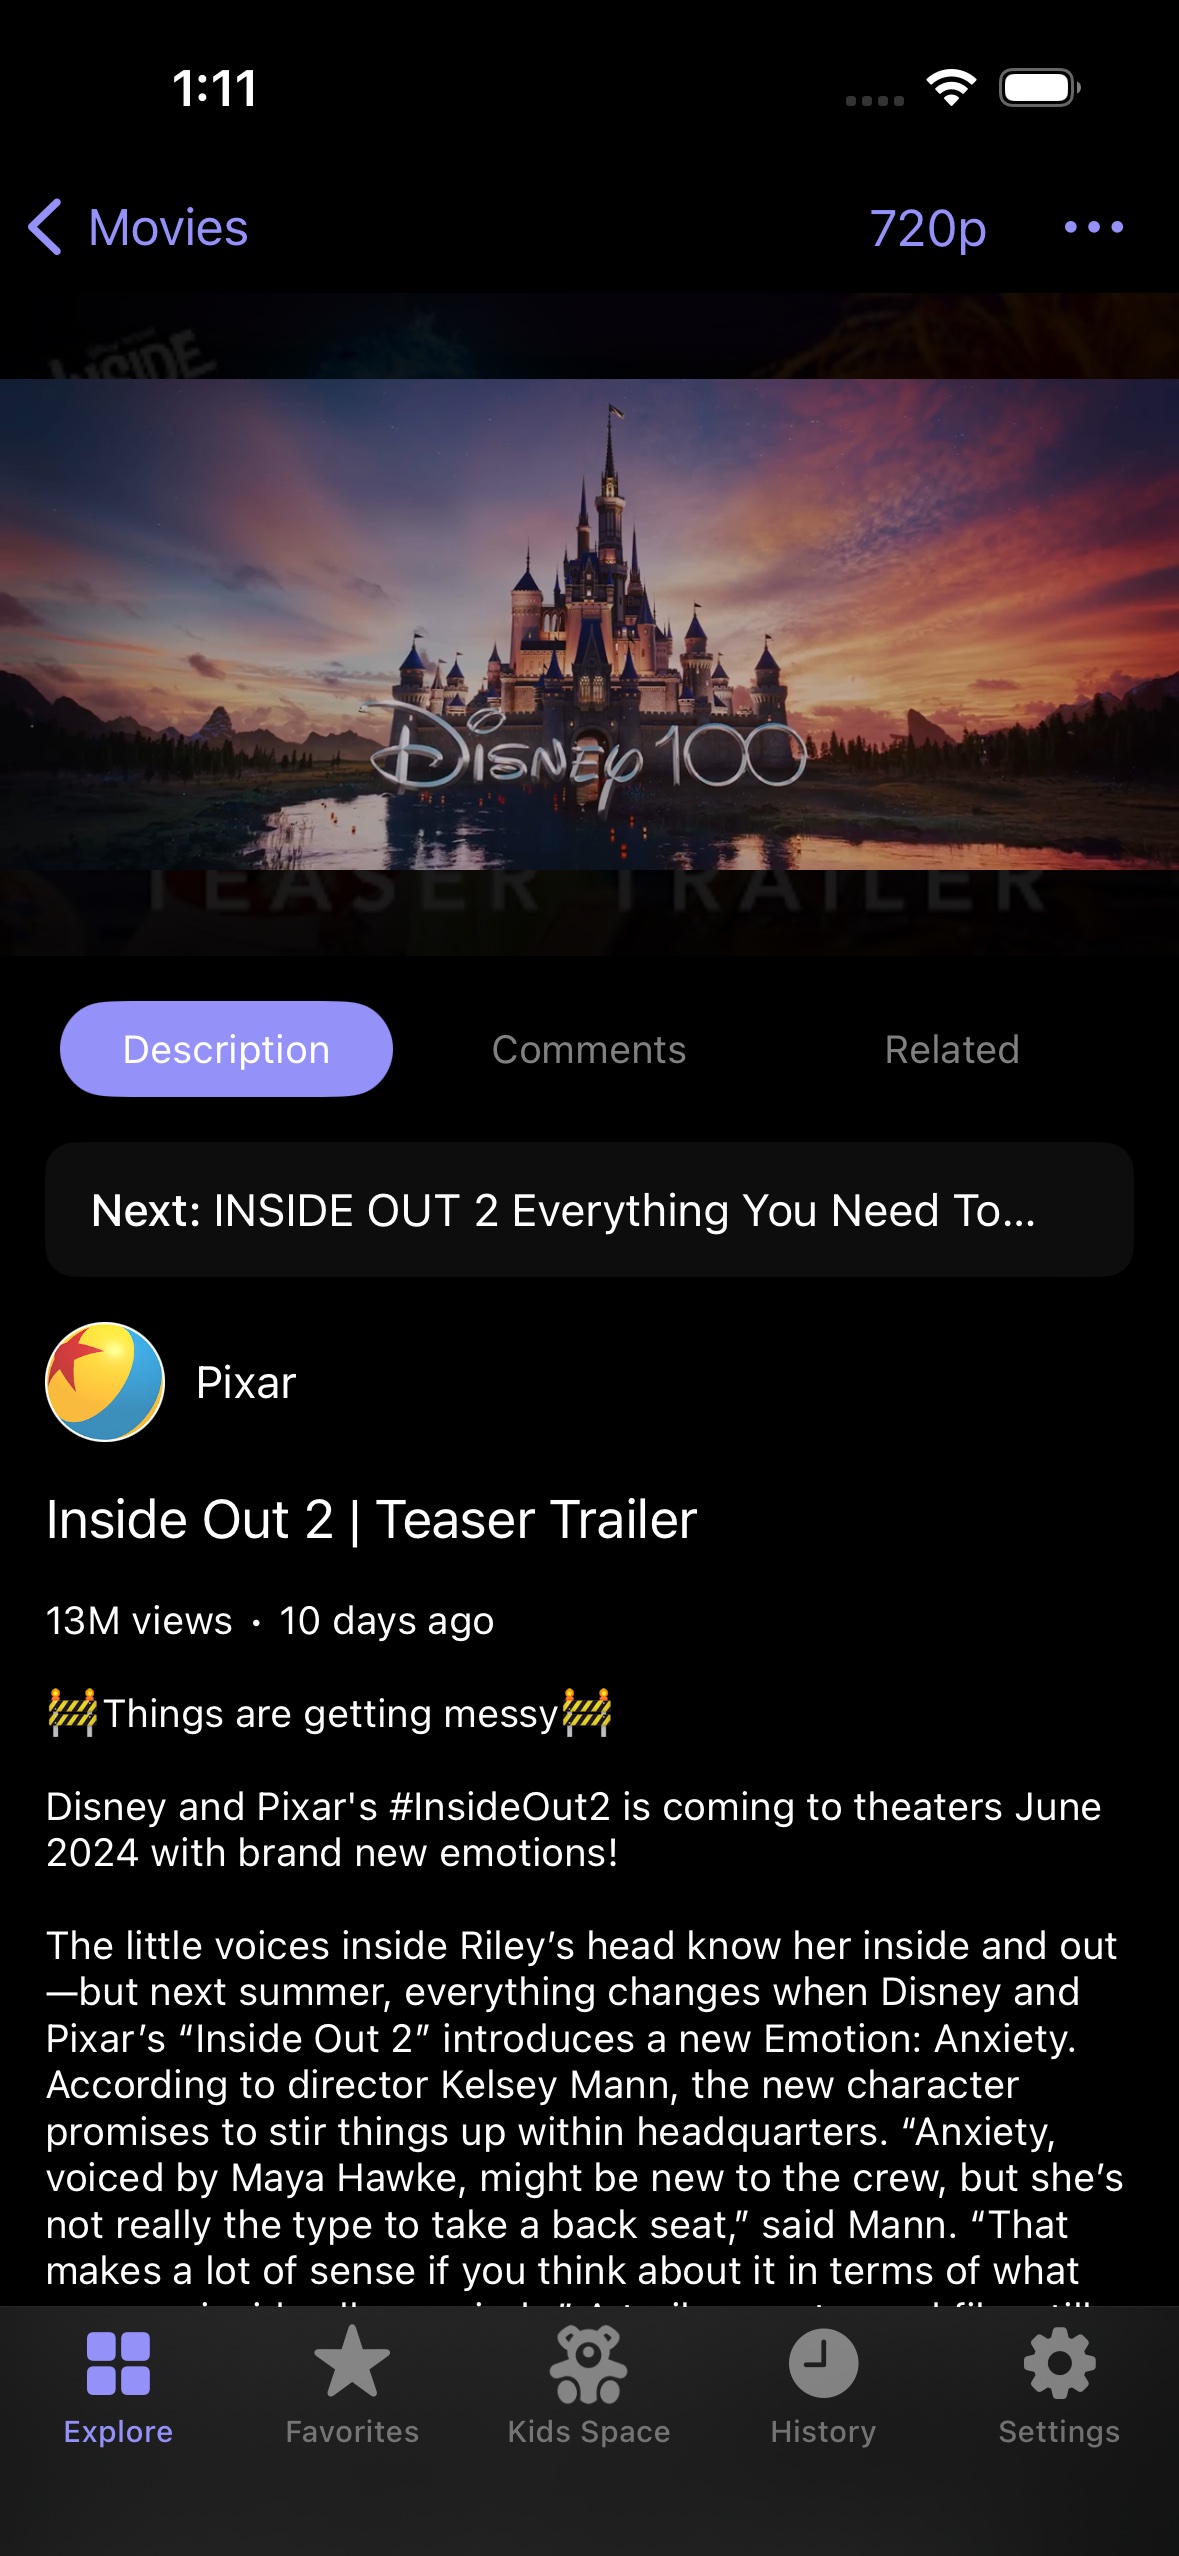 1:11
Movies
720p
INSIDE
DISNEY 100
TEASER TRAILER
Description
Comments
Related
Next: INSIDE OUT 2 Everything You Need To...
Pixar
Inside Out 2 | Teaser Trailer
13M views · 10 days ago
🚧Things are getting messy🚧
Disney and Pixar's #InsideOut2 is coming to theaters June
2024 with brand new emotions!
The little voices inside Riley’s head know her inside and out
—but next summer, everything changes when Disney and
Pixar’s “Inside Out 2” introduces a new Emotion: Anxiety.
According to director Kelsey Mann, the new character
promises to stir things up within headquarters. “Anxiety,
voiced by Maya Hawke, might be new to the crew, but she’s
not really the type to take a back seat,” said Mann. “That
makes a lot of sense if you think about it in terms of what
Explore
Favorites
Kids Space
History
Settings